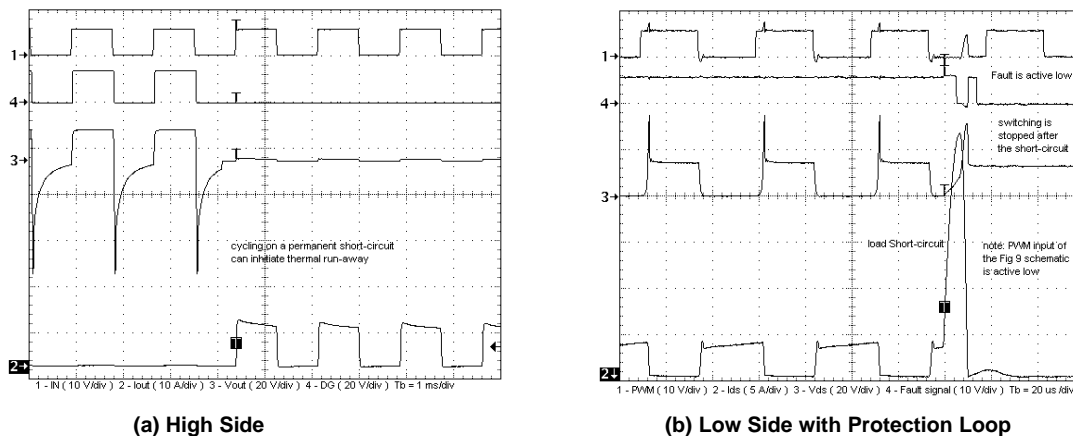 1
4
3
cycling on a permanent short-circuit
can inhitiate thermal run-away
T
2
1 - IN ( 10 V/div ) 2 - Iout ( 10 A/div ) 3 - Vout ( 20 V/div ) 4 - DG ( 20 V/div ) Tb = 1 ms/div
(a) High Side
1
Fault is active low
4
switching is
stopped after
the short-circuit
3
load Short-circuit
note: PWM input of
the Fig 9 schematic
is active low
T
2
1 - PWM ( 10 V/div ) 2 - Ids ( 5 A/div ) 3 - Vds ( 20 V/div ) 4 - Fault signal ( 10 V/div ) Tb = 20 us /div
(b) Low Side with Protection Loop